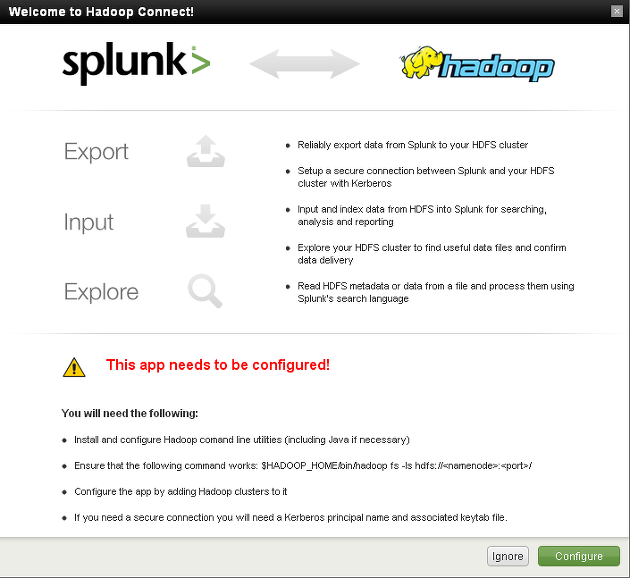 Welcome to Hadoop Connect!
splunk>
hadoop
Export
Input
Explore
Reliably export data from Splunk to your HDFS cluster
Setup a secure connection between Splunk and your HDFS
cluster with Kerberos
Input and index data from HDFS into Splunk for searching,
analysis and reporting
Explore your HDFS cluster to find useful data files and confirm
data delivery
Read HDFS metadata or data from a file and process them using
Splunk's search language
This app needs to be configured!
You will need the following:
Install and configure Hadoop comand line utilities (including Java if necessary)
Ensure that the following command works: $HADOOP_HOME/bin/hadoop fs -ls hdfs://<namenode>:<port>/
Configure the app by adding Hadoop clusters to it
If you need a secure connection you will need a Kerberos principal name and associated keytab file.
Ignore
Configure